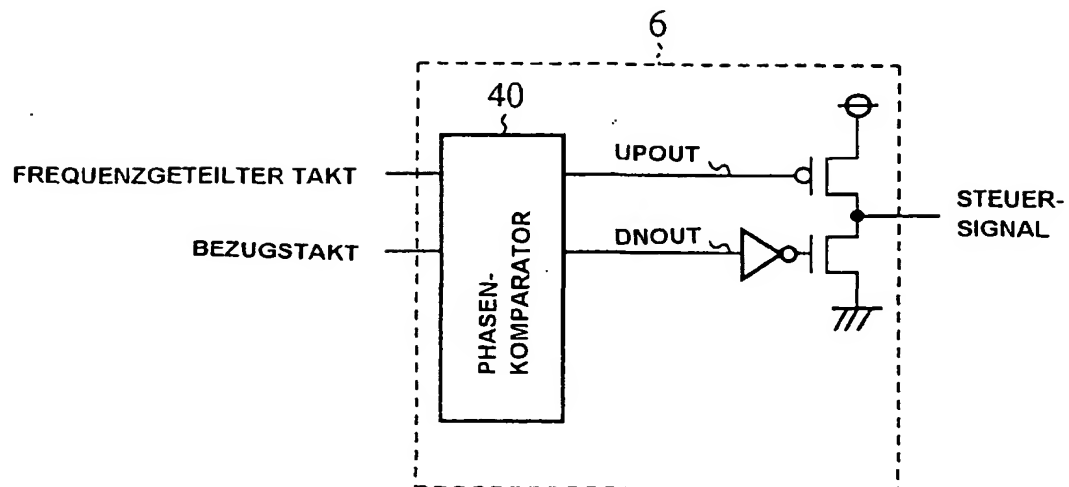 6
40
FREQUENZGETEILTER TAKT
UPOUT
STEUER-
SIGNAL
BEZUGSTAKT
DNOUT
PHASEN-
KOMPARATOR